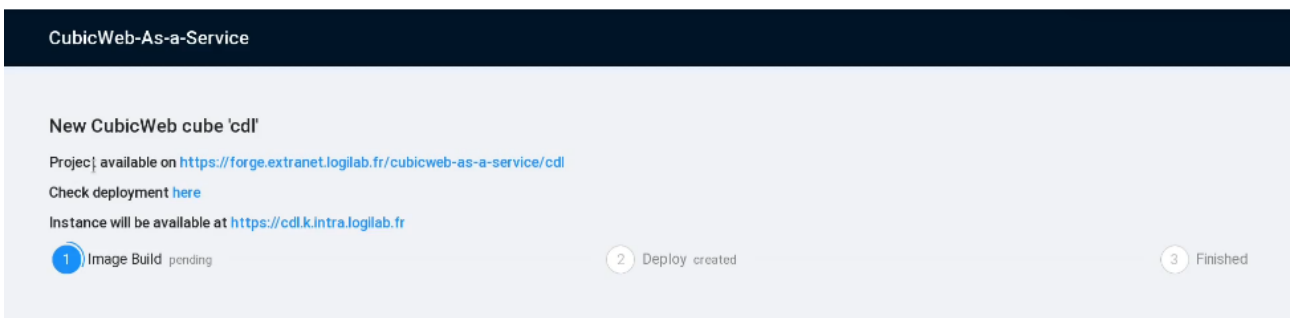 CubicWeb-As-a-Service
New CubicWeb cube 'cdl'
Project available on https://forge.extranet.logilab.fr/cubicweb-as-a-service/cdl
Check deployment here
Instance will be available at https://cdl.k.intra.logilab.fr
1 Image Build pending 2 Deploy created 3 Finished